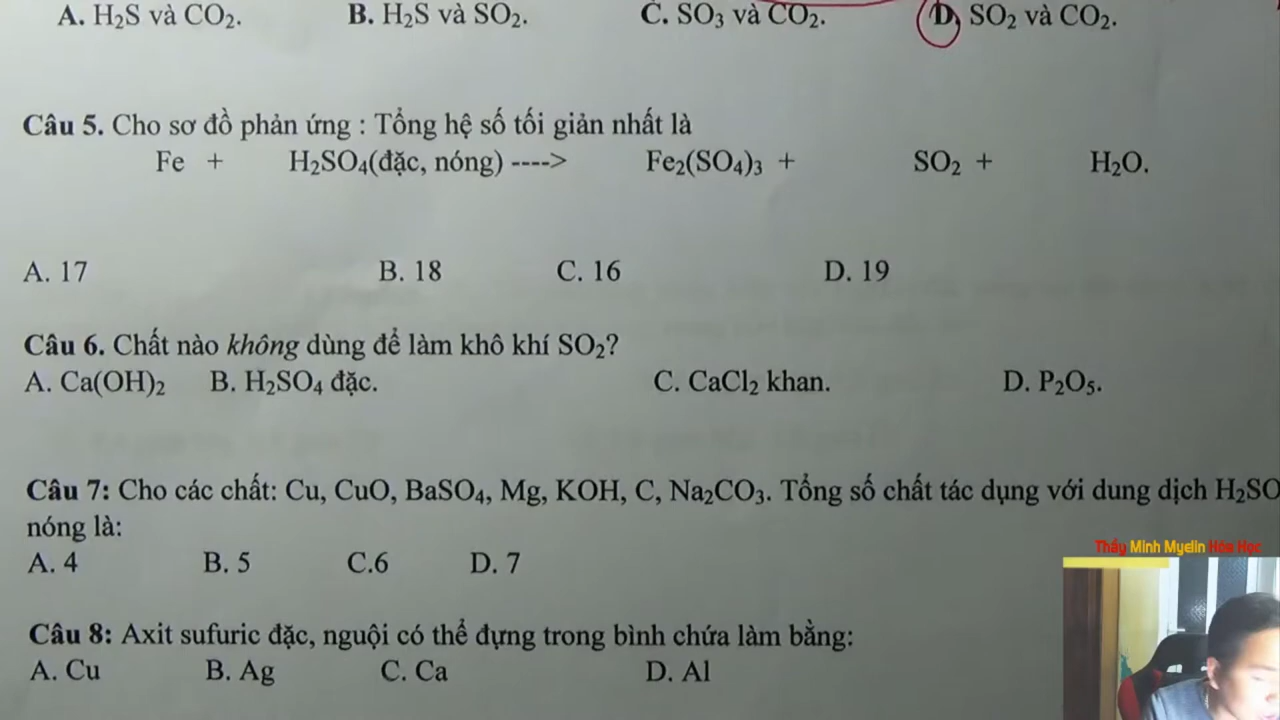 A. H₂S và CO₂. B. H₂S và SO₂. C. SO₃ và CO₂. D. SO₂ và CO₂.
Câu 5. Cho sơ đồ phản ứng : Tổng hệ số tối giản nhất là
Fe + H₂SO₄(đặc, nóng) ----> Fe₂(SO₄)₃ + SO₂ + H₂O.
A. 17 B. 18 C. 16 D. 19
Câu 6. Chất nào không dùng để làm khô khí SO₂?
A. Ca(OH)₂ B. H₂SO₄ đặc. C. CaCl₂ khan. D. P₂O₅.
Câu 7: Cho các chất: Cu, CuO, BaSO₄, Mg, KOH, C, Na₂CO₃. Tổng số chất tác dụng với dung dịch H₂SO
nóng là:
Thầy Minh Myelin Hóa Học
A. 4 B. 5 C.6 D. 7
Câu 8: Axit sufuric đặc, nguội có thể đựng trong bình chứa làm bằng:
A. Cu B. Ag C. Ca D. Al